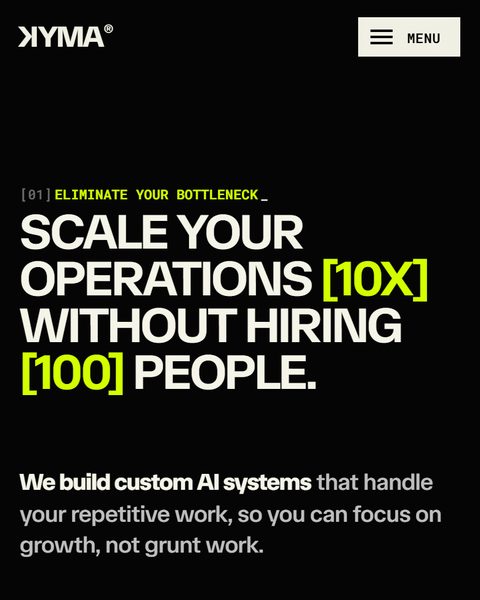 KYMA®
MENU
[01] ELIMINATE YOUR BOTTLENECK_
SCALE YOUR
OPERATIONS [10X]
WITHOUT HIRING
[100] PEOPLE.
We build custom AI systems that handle
your repetitive work, so you can focus on
growth, not grunt work.